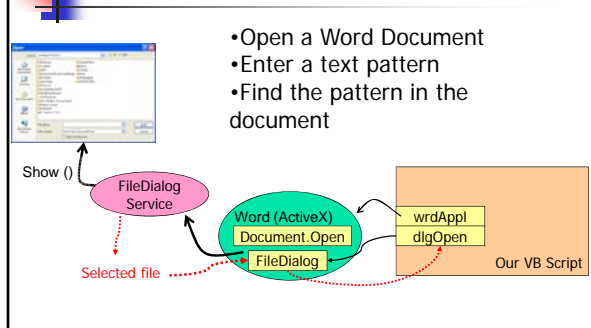 •Open a Word Document
•Enter a text pattern
•Find the pattern in the
document
Show ()
FileDialog
Service
Word (ActiveX)
Document.Open
FileDialog
wrdAppl
dlgOpen
Our VB Script
Selected file